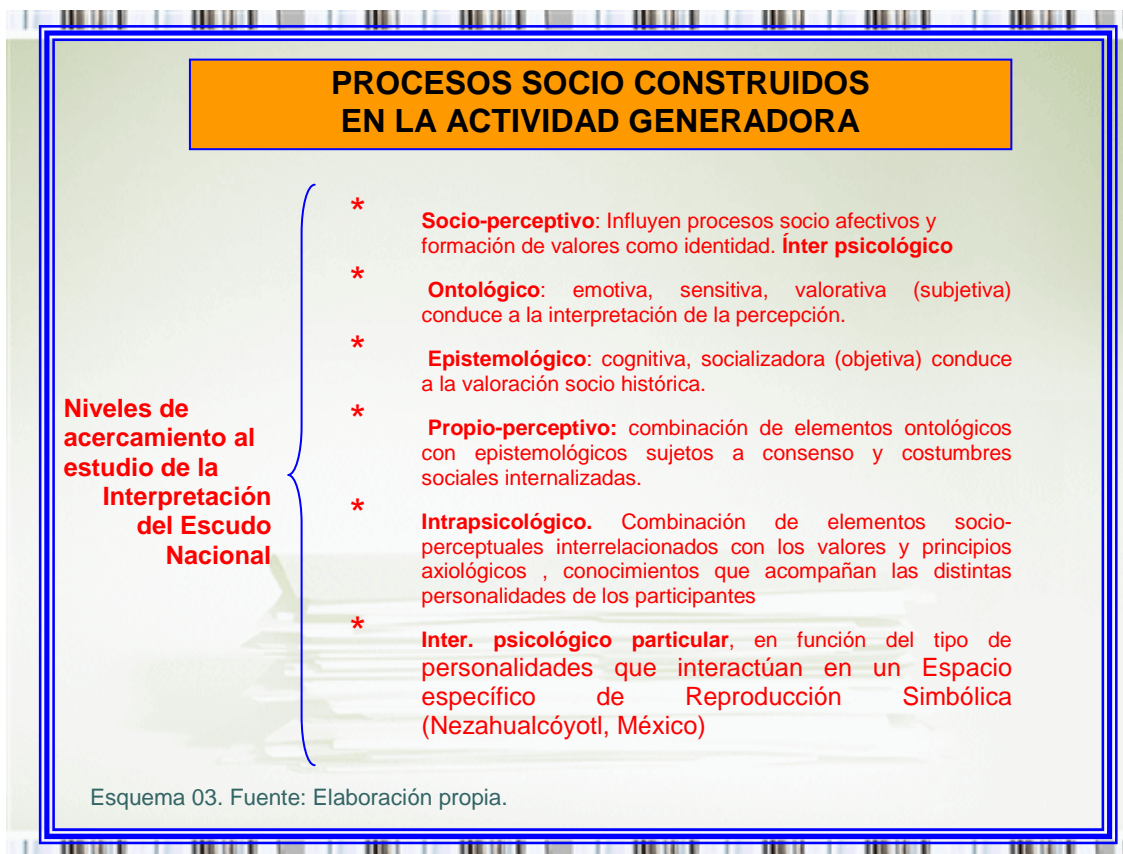 PROCESOS SOCIO CONSTRUIDOS
EN LA ACTIVIDAD GENERADORA
Niveles de
acercamiento al
estudio de la
Interpretación
del Escudo
Nacional
*
Socio-perceptivo: Influyen procesos socio afectivos y
formación de valores como identidad. Ínter psicológico
*
Ontológico: emotiva, sensitiva, valorativa (subjetiva)
conduce a la interpretación de la percepción.
*
Epistemológico: cognitiva, socializadora (objetiva) conduce
a la valoración socio histórica.
*
Propio-perceptivo: combinación de elementos ontológicos
con epistemológicos sujetos a consenso y costumbres
sociales internalizadas.
*
Intrapsicológico. Combinación de elementos socio-
perceptuales interrelacionados con los valores y principios
axiológicos , conocimientos que acompañan las distintas
personalidades de los participantes
*
Inter. psicológico particular, en función del tipo de
personalidades que interactúan en un Espacio
específico de Reproducción Simbólica
(Nezahualcóyotl, México)
Esquema 03. Fuente: Elaboración propia.